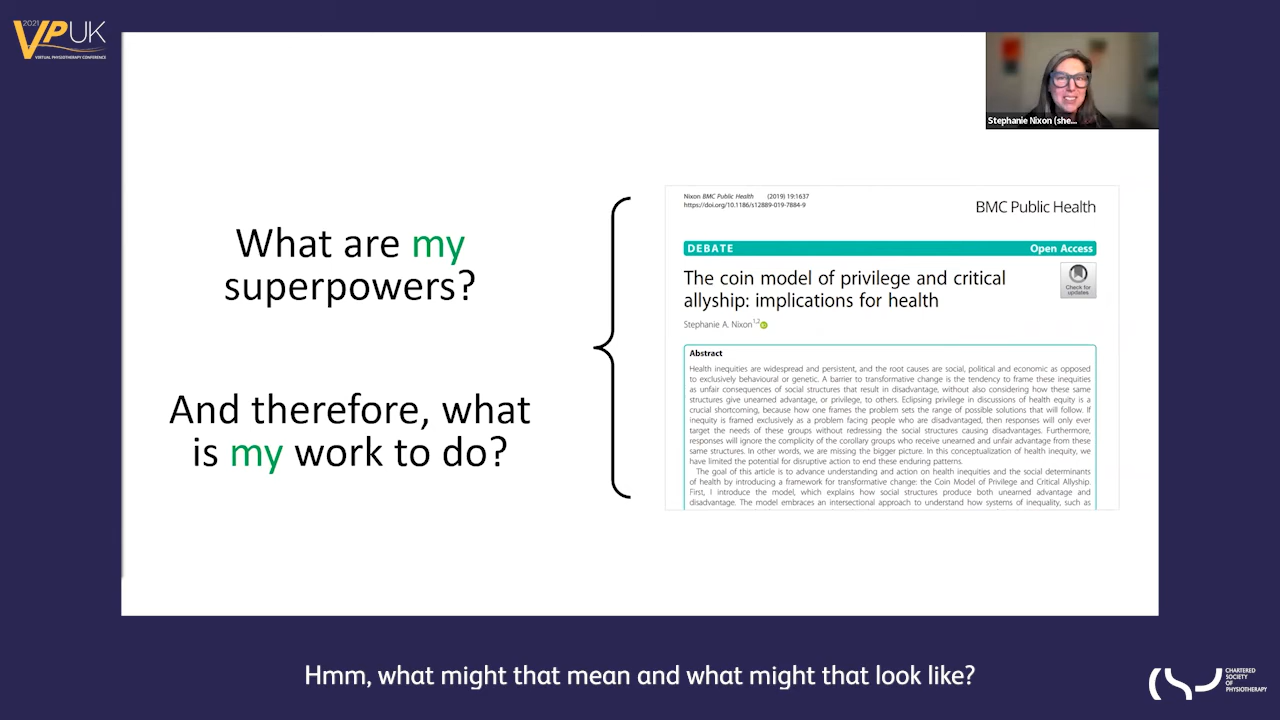 2021
VPUK
VIRTUAL PHYSIOTHERAPY CONFERENCE
Stephanie Nixon (she...
What are my
superpowers?
And therefore, what
is my work to do?
Nixon BMC Public Health (2019) 19:1637
https://doi.org/10.1186/s12889-019-7884-9
BMC Public Health
DEBATE
Open Access
The coin model of privilege and critical
allyship: implications for health
Check for
updates
Stephanie A. Nixon1,2
Abstract
Health inequities are widespread and persistent, and the root causes are social, political and economic as opposed
to exclusively behavioural or genetic. A barrier to transformative change is the tendency to frame these inequities
as unfair consequences of social structures that result in disadvantage, without also considering how these same
structures give unearned advantage, or privilege, to others. Eclipsing privilege in discussions of health equity is a
crucial shortcoming, because how one frames the problem sets the range of possible solutions that will follow. If
inequity is framed exclusively as a problem facing people who are disadvantaged, then responses will only ever
target the needs of these groups without redressing the social structures causing disadvantages. Furthermore,
responses will ignore the complicity of the corollary groups who receive unearned and unfair advantage from these
same structures. In other words, we are missing the bigger picture. In this conceptualization of health inequity, we
have limited the potential for disruptive action to end these enduring patterns.
The goal of this article is to advance understanding and action on health inequities and the social determinants
of health by introducing a framework for transformative change: the Coin Model of Privilege and Critical Allyship.
First, I introduce the model, which explains how social structures produce both unearned advantage and
disadvantage. The model embraces an intersectional approach to understand how systems of inequality, such as
Hmm, what might that mean and what might that look like?
CHARTERED
SOCIETY
OF
PHYSIOTHERAPY